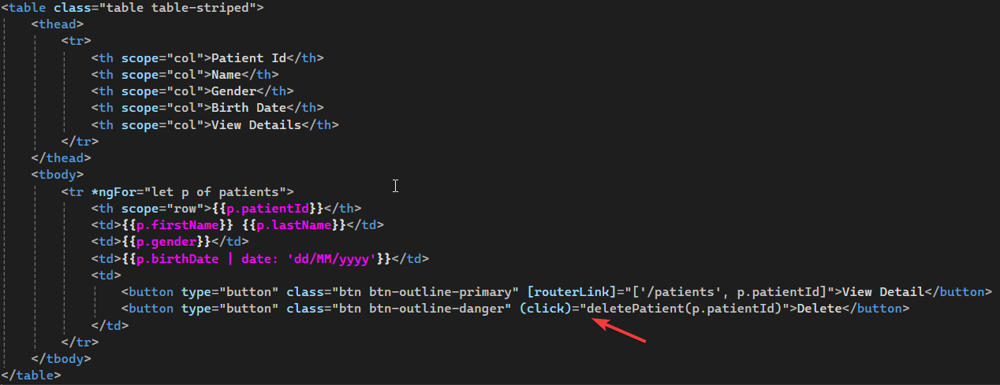 <table class="table table-striped">
<thead>
<tr>
<th scope="col">Patient Id</th>
<th scope="col">Name</th>
<th scope="col">Gender</th>
<th scope="col">Birth Date</th>
<th scope="col">View Details</th>
</tr>
</thead>
<tbody>
<tr *ngFor="let p of patients">
<th scope="row">{{p.patientId}}</th>
<td>{{p.firstName}} {{p.lastName}}</td>
<td>{{p.gender}}</td>
<td>{{p.birthDate | date: 'dd/MM/yyyy'}}</td>
<td>
<button type="button" class="btn btn-outline-primary" [routerLink]="['/patients', p.patientId]">View Detail</button>
<button type="button" class="btn btn-outline-danger" (click)="deletePatient(p.patientId)">Delete</button>
</td>
</tr>
</tbody>
</table>